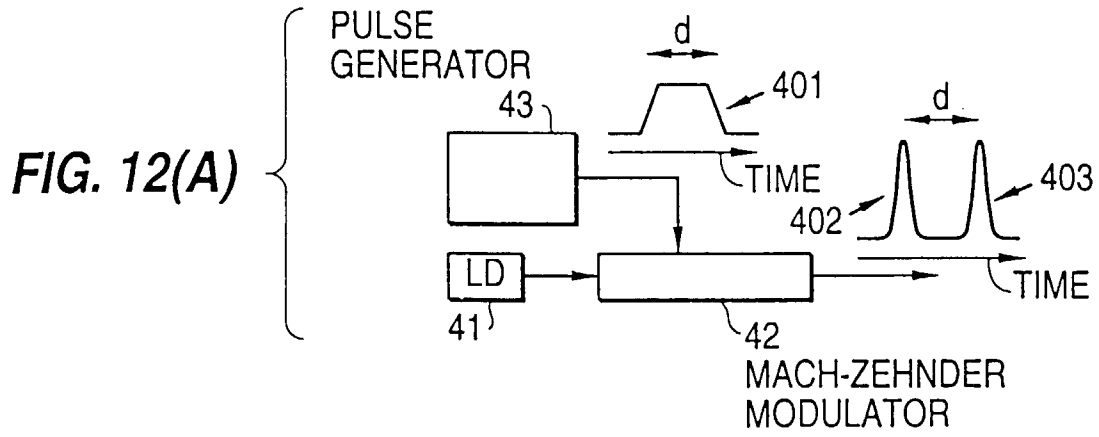 PULSE
GENERATOR
43
d
401
TIME
d
402
403
TIME
FIG. 12(A)
LD
41
42
MACH-ZEHNDER
MODULATOR